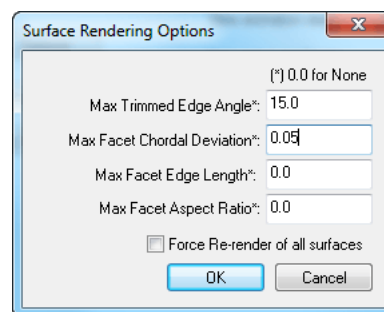 Surface Rendering Options
(*) 0.0 for None
Max Trimmed Edge Angle*: 15.0
Max Facet Chordal Deviation*: 0.05
Max Facet Edge Length*: 0.0
Max Facet Aspect Ratio*: 0.0
Force Re-render of all surfaces
OK Cancel